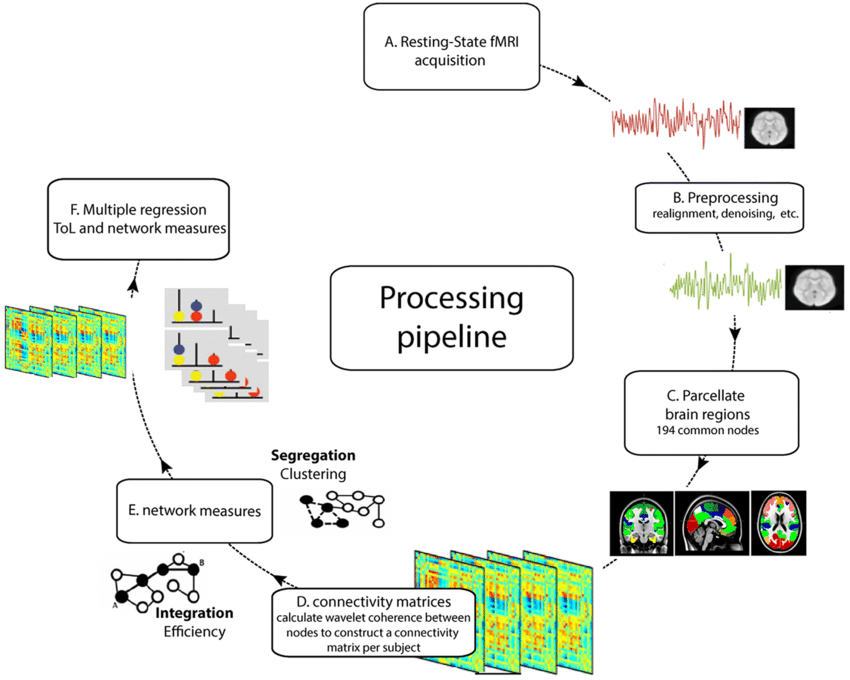 A. Resting-State fMRI
acquisition
B. Preprocessing
realignment, denoising, etc.
C. Parcellate
brain regions
194 common nodes
D. connectivity matrices
calculate wavelet coherence between
nodes to construct a connectivity
matrix per subject
Segregation
Clustering
E. network measures
A
B
Integration
Efficiency
F. Multiple regression
ToL and network measures
Processing
pipeline